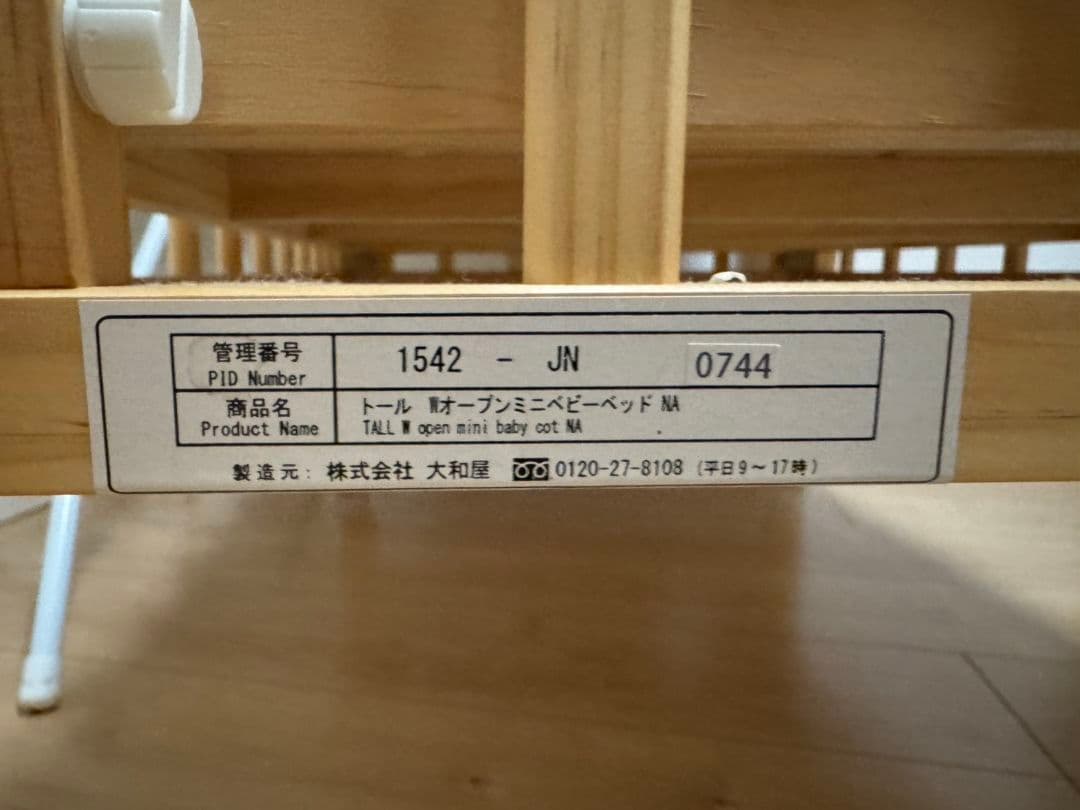 管理番号 1542 - JN 0744
PID Number
商品名 トール Wオープンミニベビーベッド NA
Product Name TALL W open mini baby cot NA
製造元: 株式会社 大和屋 0120-27-8108 (平日9~17時)